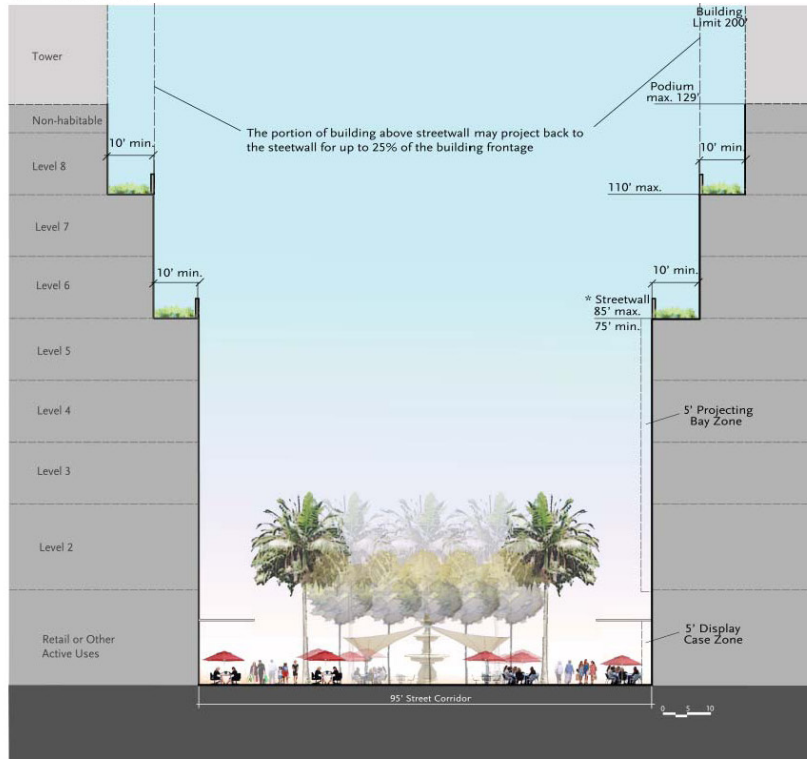 Building
Limit 200'
Tower
Podium
max. 129'
Non-habitable
The portion of building above streetwall may project back to
the steetwall for up to 25% of the building frontage
10' min.
10' min.
Level 8
110' max.
Level 7
10' min.
10' min.
Level 6
* Streetwall
85' max.
75' min.
Level 5
Level 4
5' Projecting
Bay Zone
Level 3
Level 2
Retail or Other
Active Uses
5' Display
Case Zone
95' Street Corridor
0 5 10